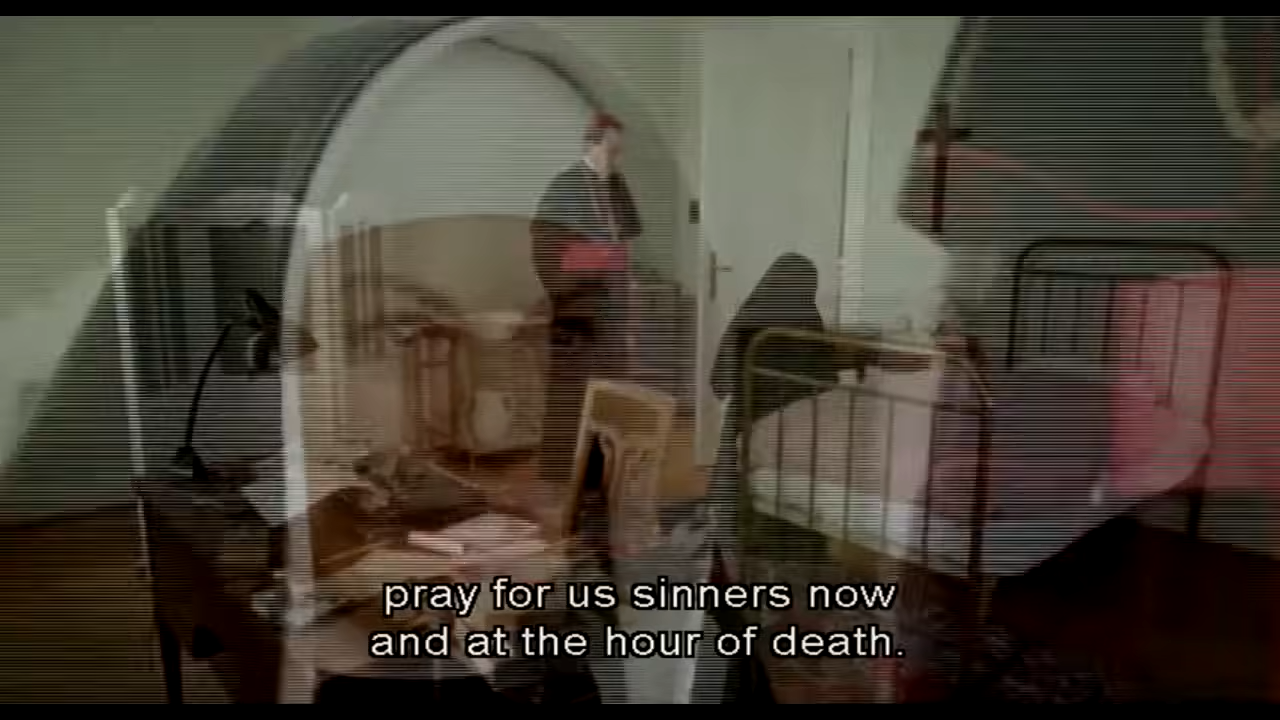 pray for us sinners now
and at the hour of death.